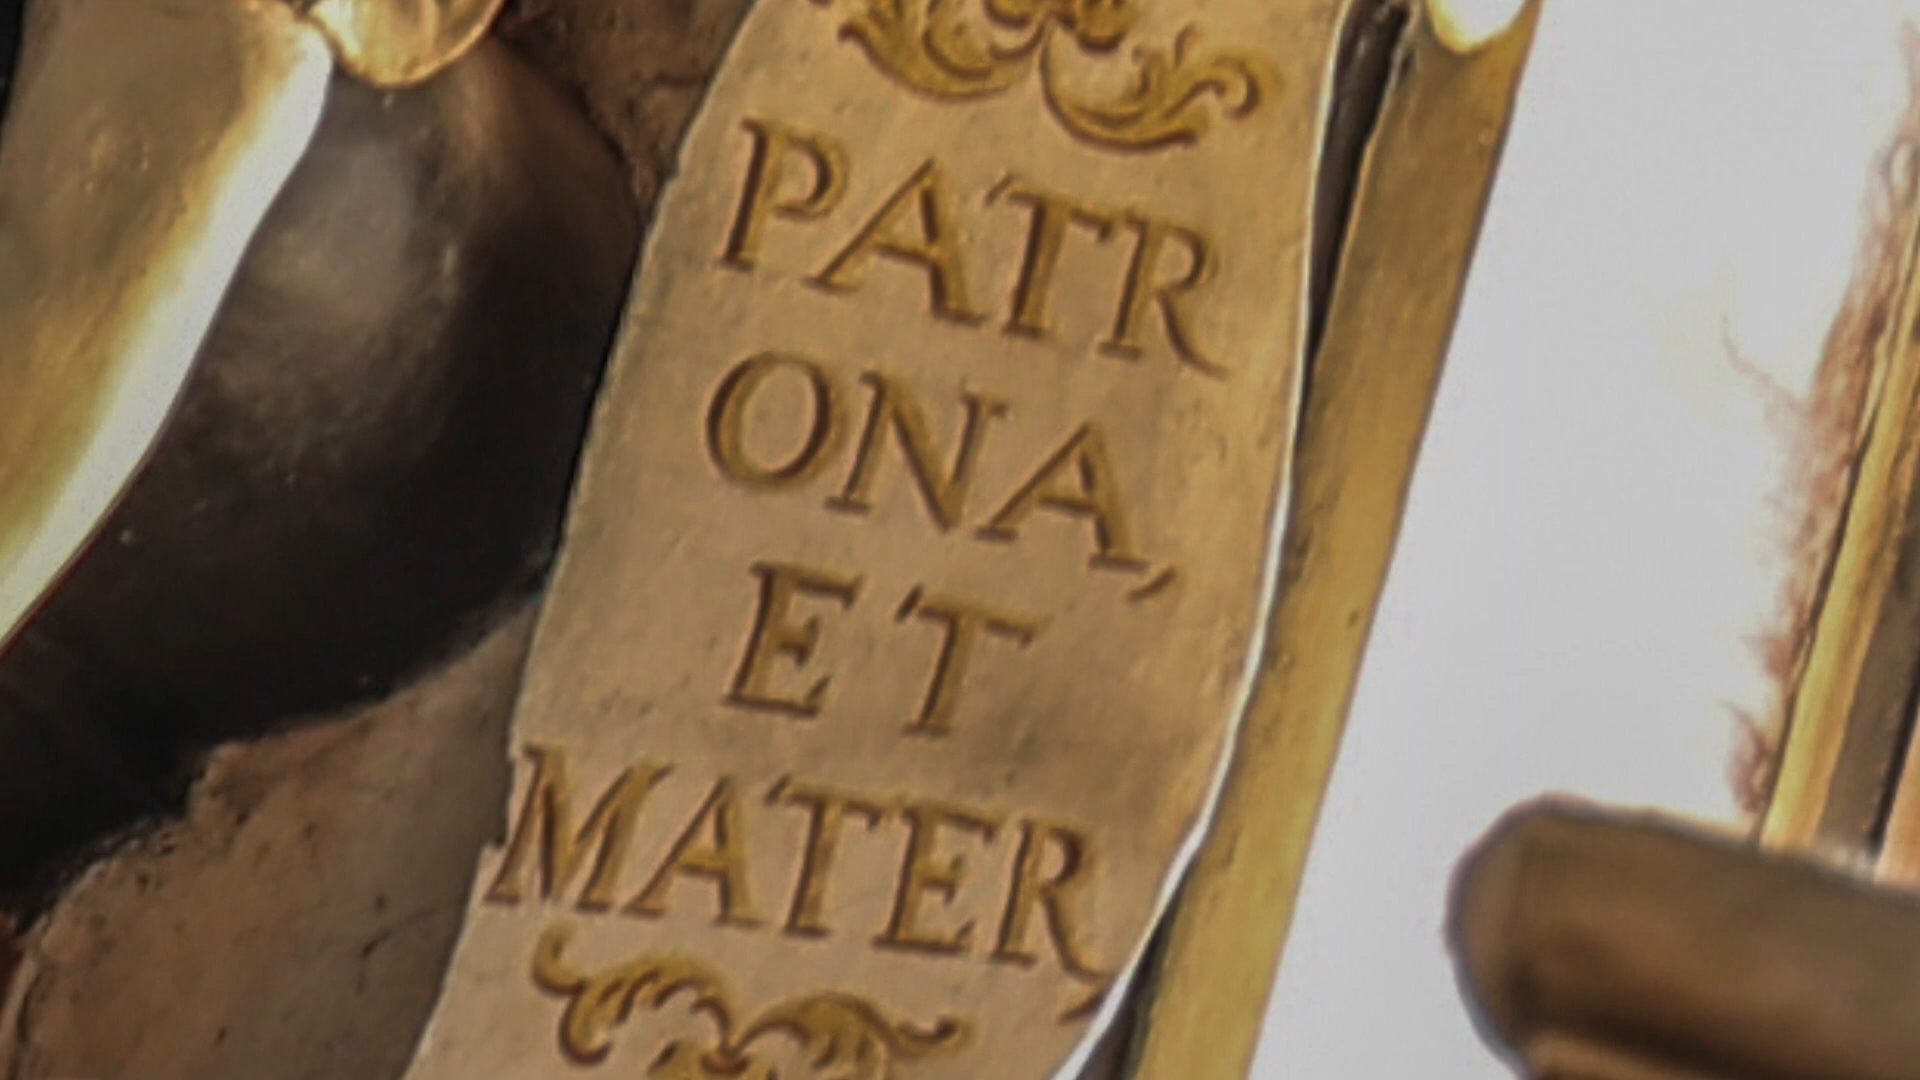 PATR
ONA,
ET
MATER,